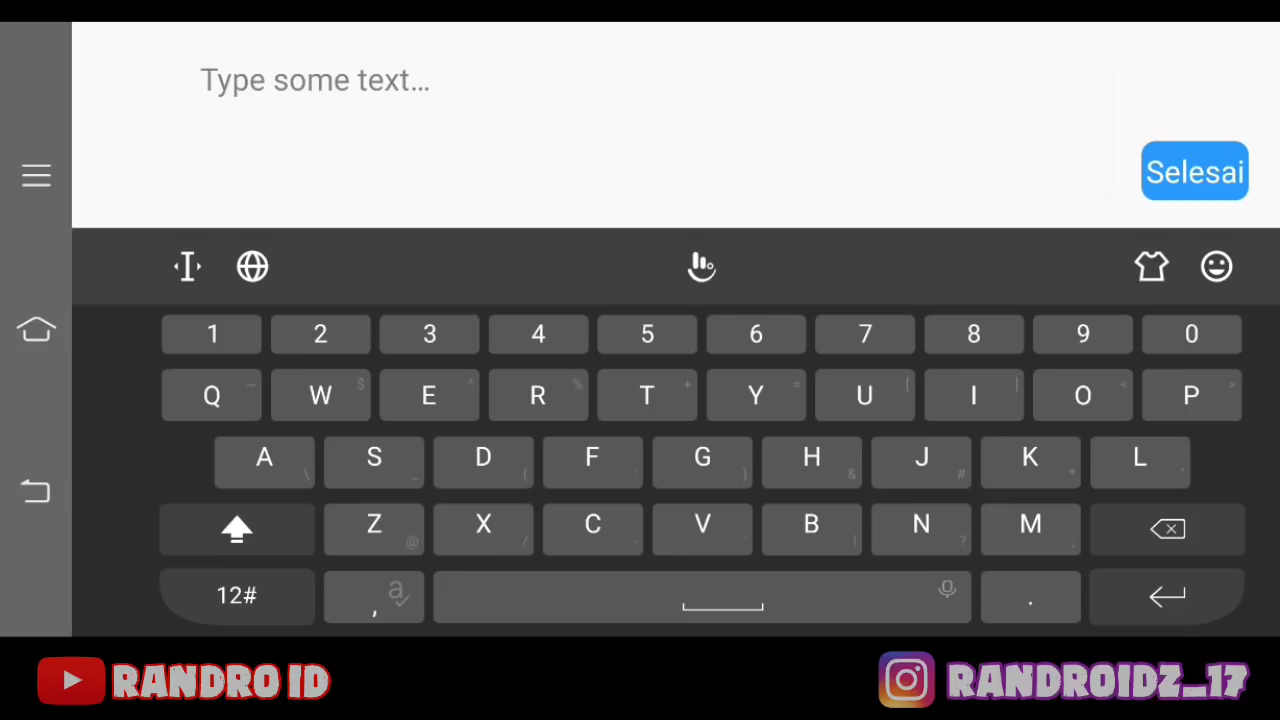 Type some text...
Selesai
1 2 3 4 5 6 7 8 9 0
Q W E R T Y U I O P
A S D F G H J K L
Z X C V B N M
12# , .
RANDRO ID
RANDROIDZ_17